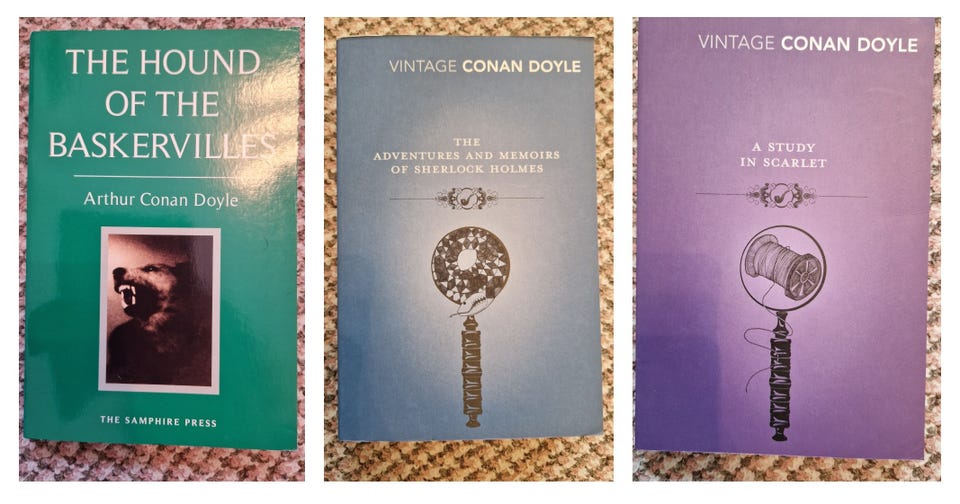 THE HOUND
OF THE
BASKERVILLES
Arthur Conan Doyle
THE SAMPHIRE PRESS
VINTAGE CONAN DOYLE
THE
ADVENTURES AND MEMOIRS
OF SHERLOCK HOLMES
VINTAGE CONAN DOYLE
A STUDY
IN SCARLET